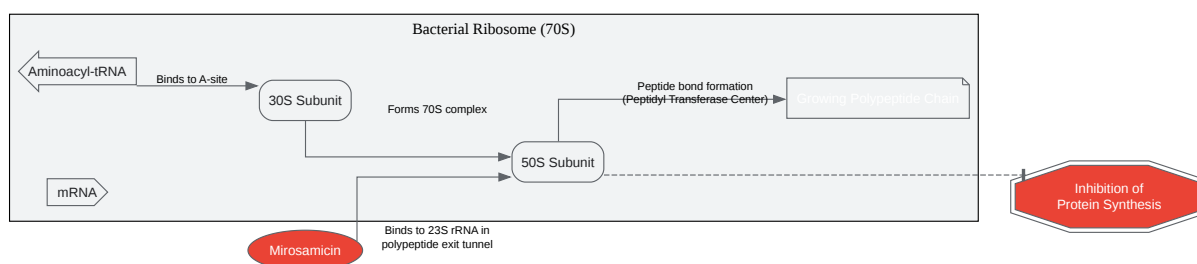 Bacterial Ribosome (70S)
Aminoacyl-tRNA
Binds to A-site
30S Subunit
Forms 70S complex
Peptide bond formation
(Peptidyl Transferase Center)
Growing Polypeptide Chain
50S Subunit
mRNA
Inhibition of
Protein Synthesis
Binds to 23S rRNA in
polypeptide exit tunnel
Mirosamicin